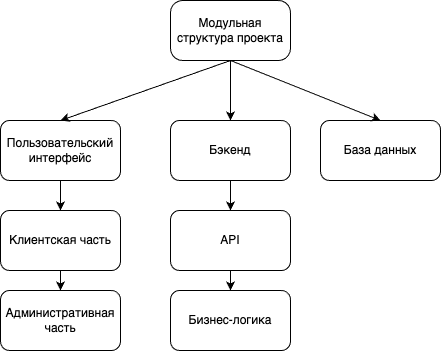 Модульная
структура проекта
Пользовательский
интерфейс
Бэкенд
База данных
Клиентская часть
API
Административная
часть
Бизнес-логика